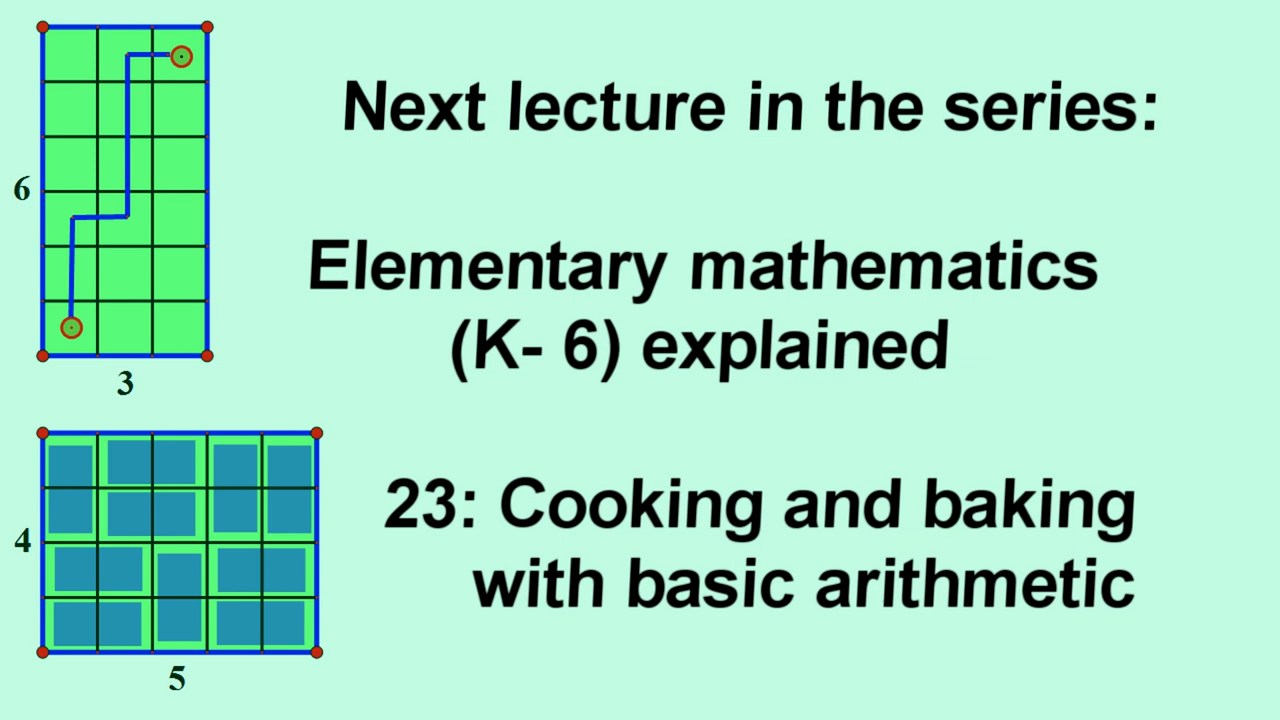 6
3
4
5
Next lecture in the series:
Elementary mathematics
(K- 6) explained
23: Cooking and baking
with basic arithmetic